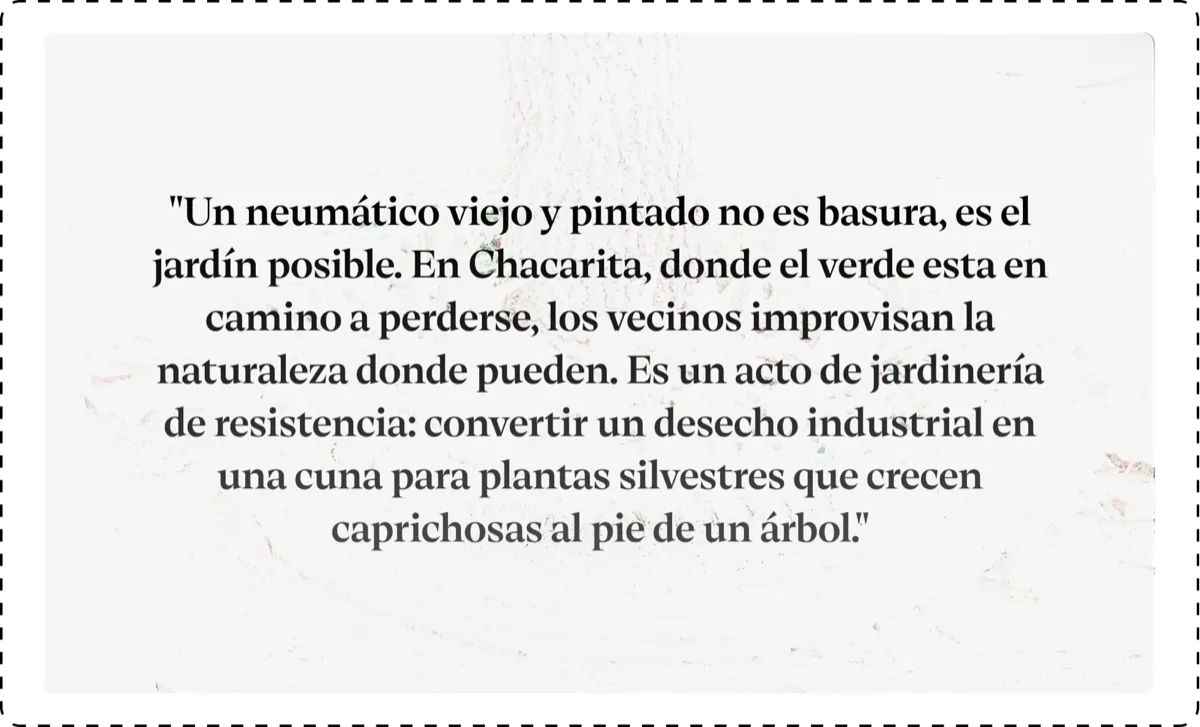 "Un neumático viejo y pintado no es basura, es el
jardín posible. En Chacarita, donde el verde esta en
camino a perderse, los vecinos improvisan la
naturaleza donde pueden. Es un acto de jardinería
de resistencia: convertir un desecho industrial en
una cuna para plantas silvestres que crecen
caprichosas al pie de un árbol."